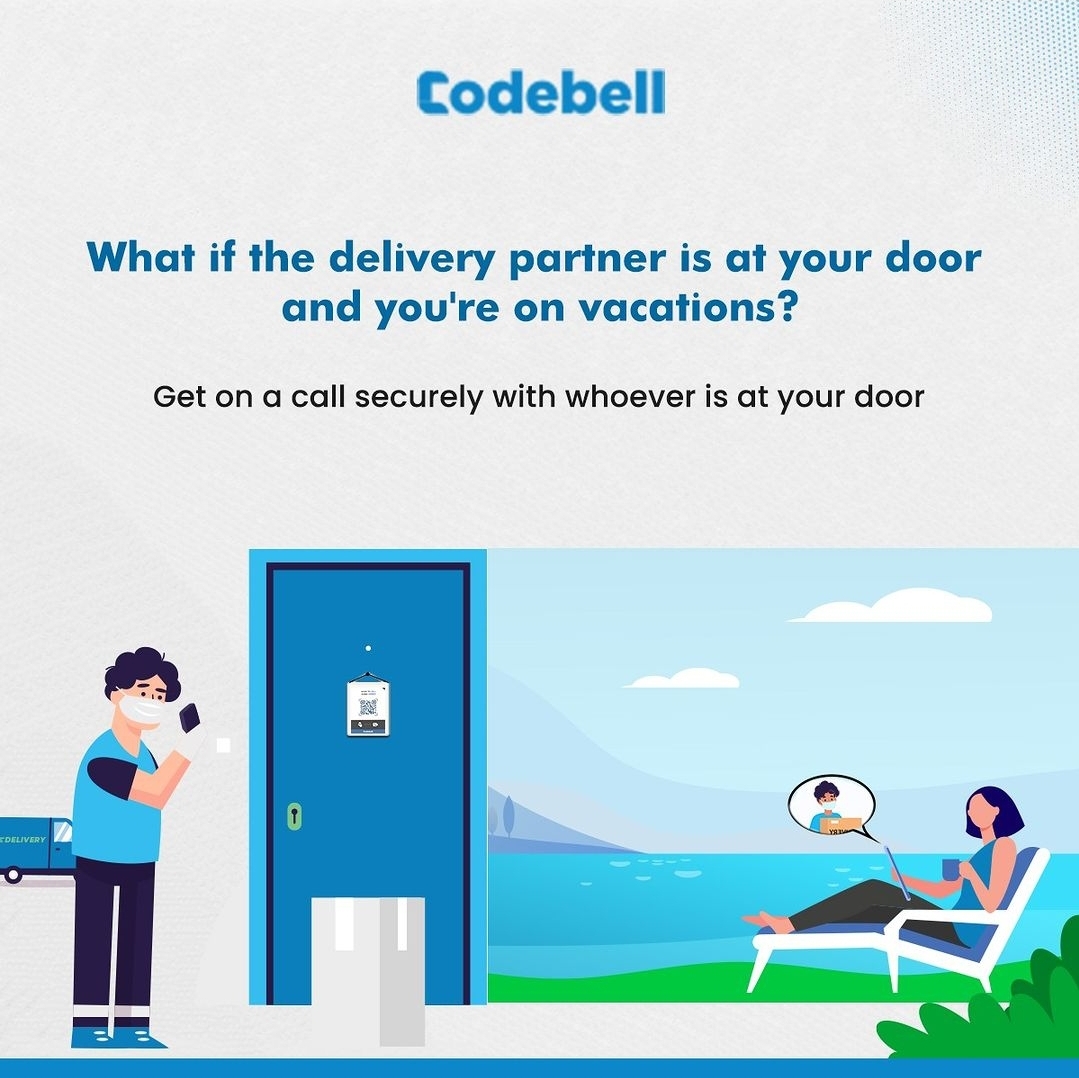 Codebell
What if the delivery partner is at your door
and you're on vacations?
Get on a call securely with whoever is at your door
DELIVERY